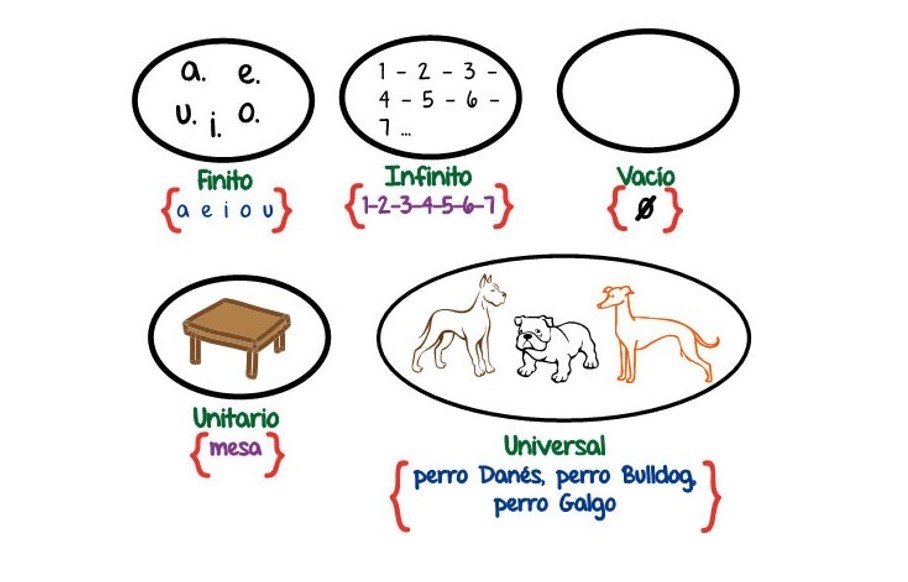 a. e.
u. i. o.
Finito
{a e i o u}
1 - 2 - 3 -
4 - 5 - 6 -
7 ...
Infinito
{1-2-3-4-5-6-7}
Vacío
{Ø}
Unitario
{mesa}
Universal
{perro Danés, perro Bulldog,
perro Galgo}